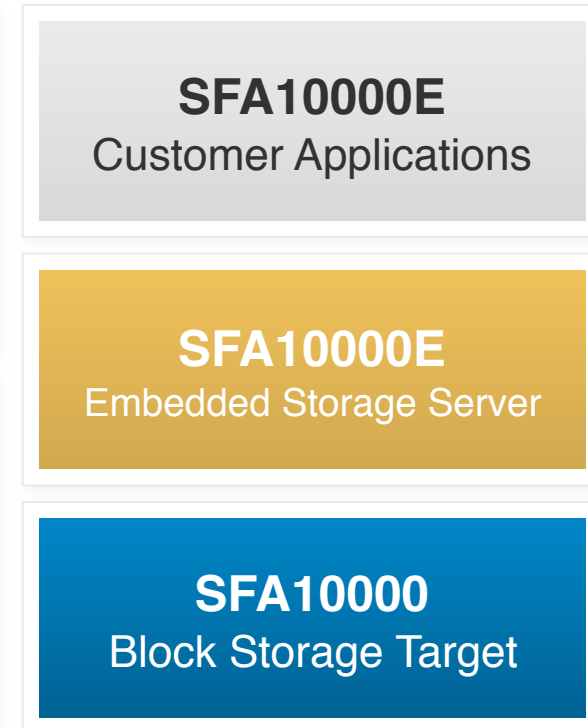 SFA10000E
Customer Applications
SFA10000E
Embedded Storage Server
SFA10000
Block Storage Target